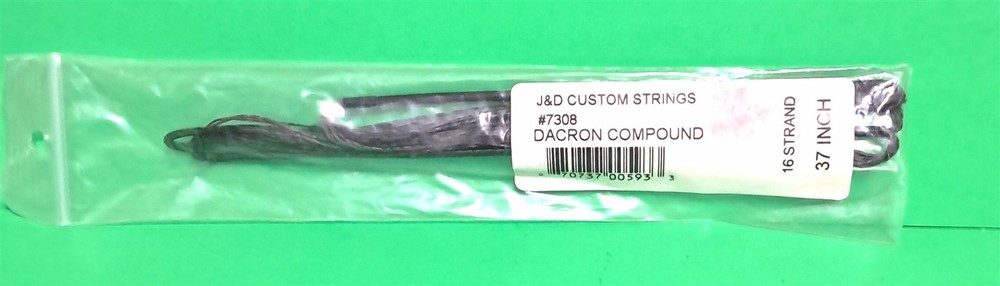 J&D CUSTOM STRINGS
#7308
DACRON COMPOUND
70737 00593 3
16 STRAND
37 INCH